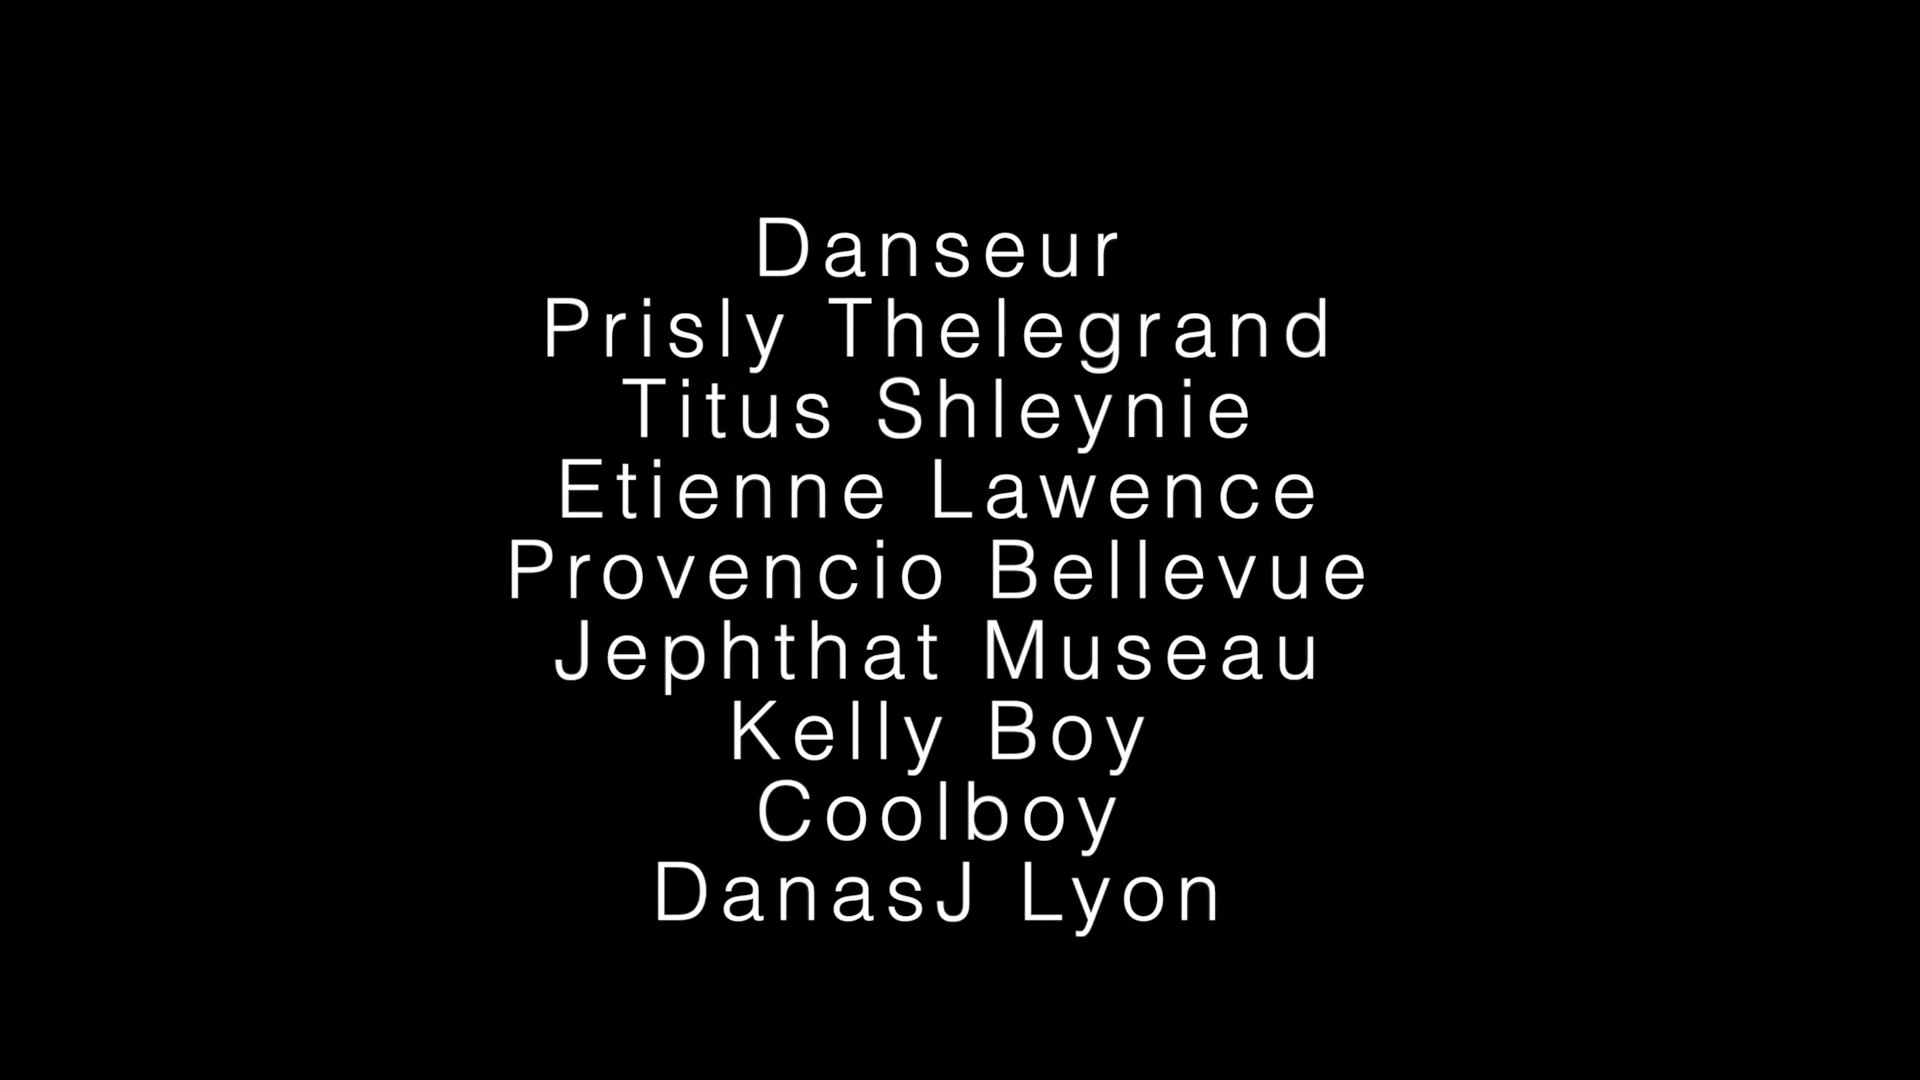 Danseur
Prisly Thelegrand
Titus Shleynie
Etienne Lawence
Provencio Bellevue
Jephthat Museau
Kelly Boy
Coolboy
DanasJ Lyon